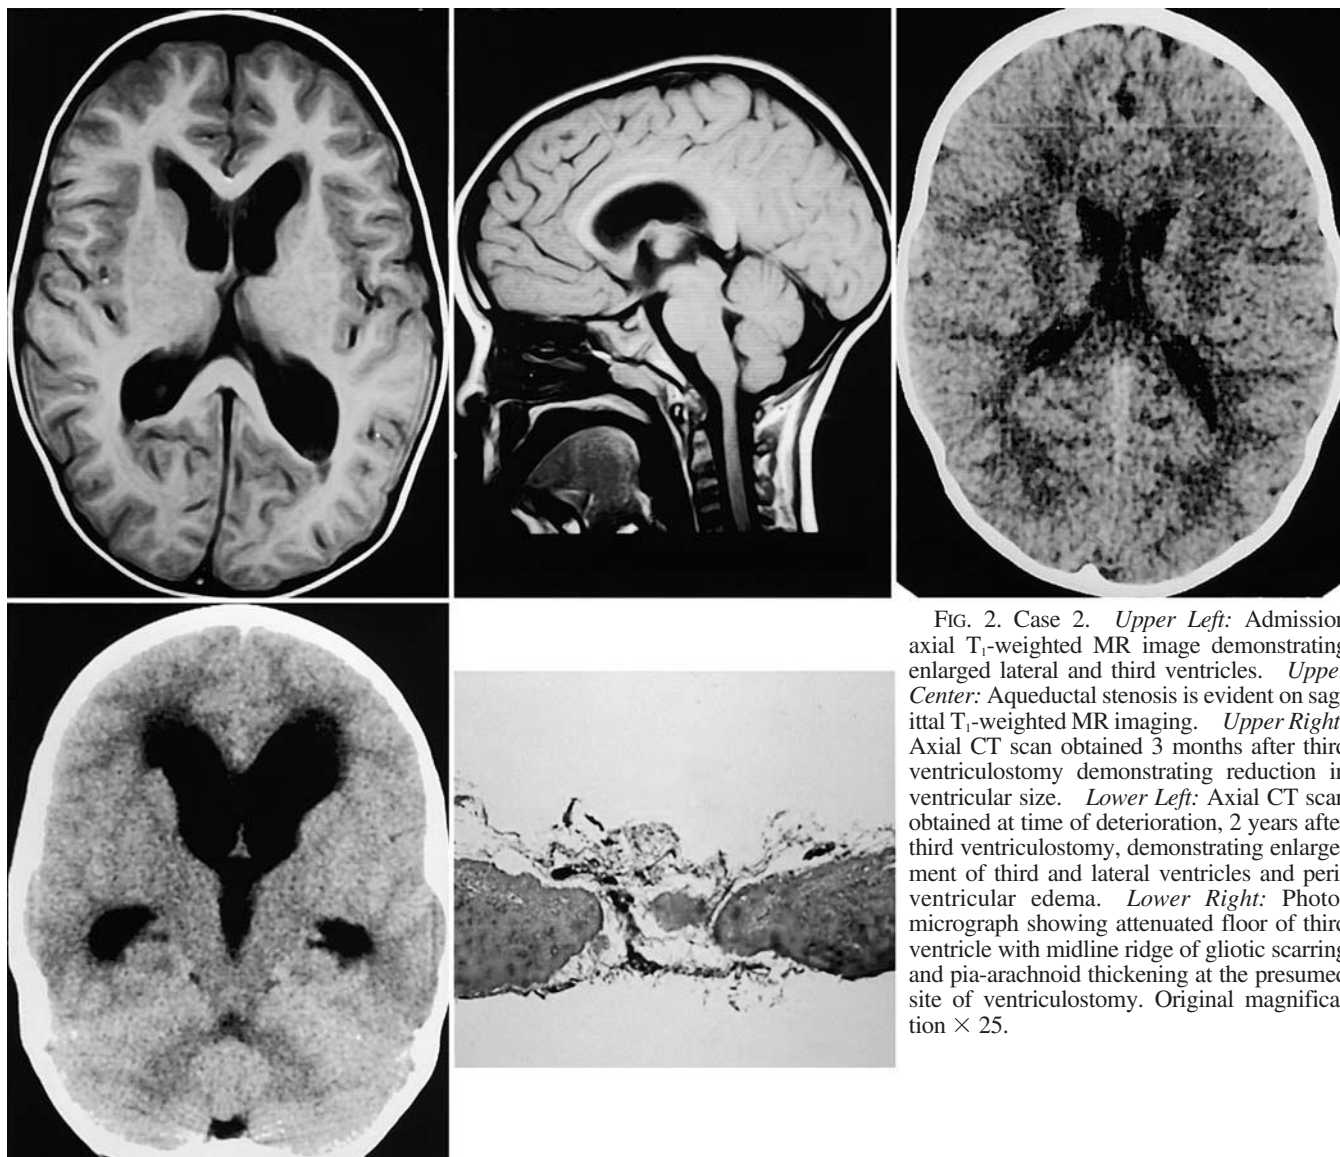 FIG. 2. Case 2. Upper Left: Admission
axial T₁-weighted MR image demonstrating
enlarged lateral and third ventricles. Uppe
Center: Aqueductal stenosis is evident on sag
ittal T₁-weighted MR imaging. Upper Right
Axial CT scan obtained 3 months after third
ventriculostomy demonstrating reduction in
ventricular size. Lower Left: Axial CT scan
obtained at time of deterioration, 2 years afte
third ventriculostomy, demonstrating enlarge
ment of third and lateral ventricles and peri
ventricular edema. Lower Right: Photo
micrograph showing attenuated floor of third
ventricle with midline ridge of gliotic scarring
and pia-arachnoid thickening at the presumed
site of ventriculostomy. Original magnifica
tion × 25.